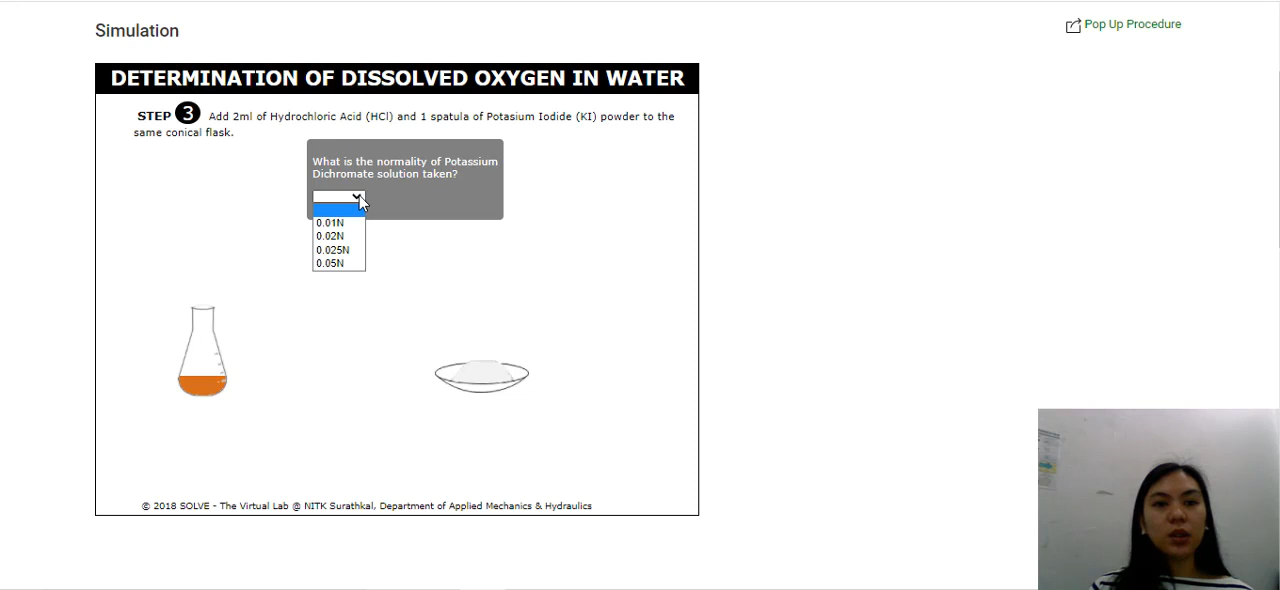 Simulation
Pop Up Procedure
DETERMINATION OF DISSOLVED OXYGEN IN WATER
STEP 3 Add 2ml of Hydrochloric Acid (HCl) and 1 spatula of Potasium Iodide (KI) powder to the
same conical flask.
What is the normality of Potassium
Dichromate solution taken?
0.01N
0.02N
0.025N
0.05N
© 2018 SOLVE - The Virtual Lab @ NITK Surathkal, Department of Applied Mechanics & Hydraulics